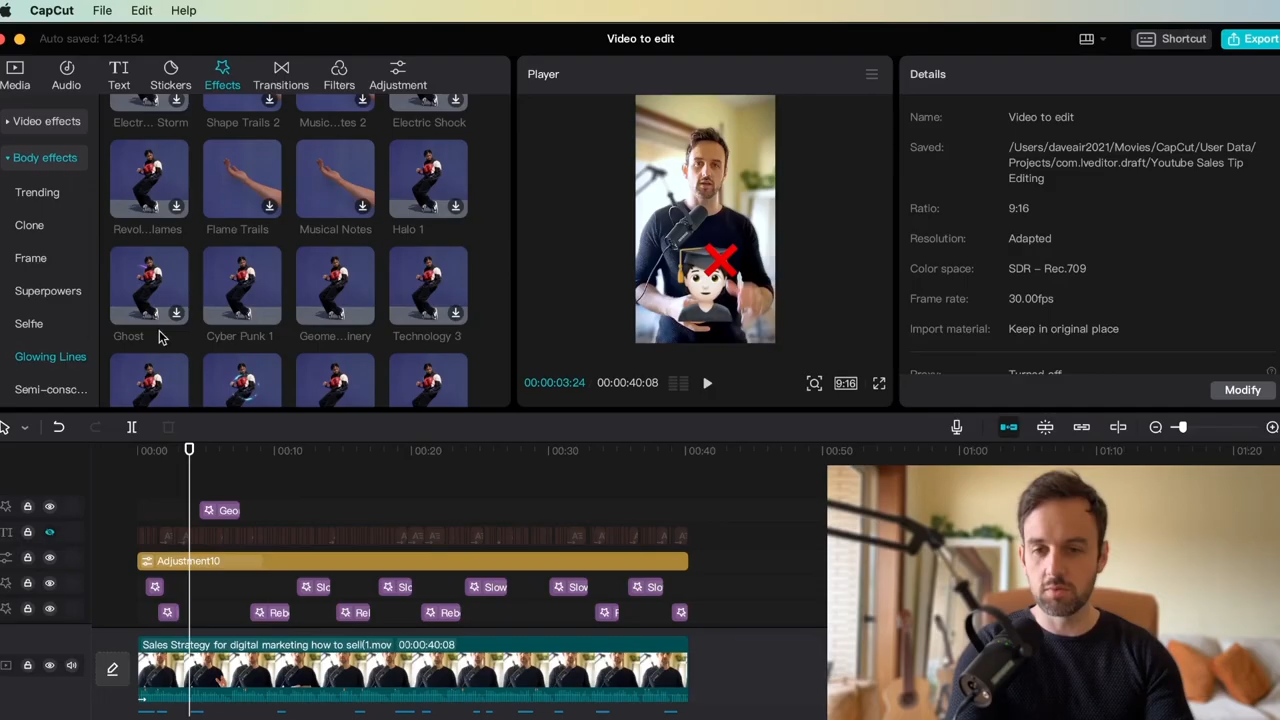 CapCut File Edit Help
Auto saved: 12:41:54
Video to edit
Shortcut
Export
Media
Audio
Text
Stickers
Effects
Transitions
Filters
Adjustment
Video effects
Body effects
Trending
Clone
Frame
Superpowers
Selfie
Glowing Lines
Semi-consc...
Electr... Storm
Shape Trails 2
Music...tes 2
Electric Shock
Revol...lames
Flame Trails
Musical Notes
Halo 1
Ghost
Cyber Punk 1
Geome...inery
Technology 3
Player
00:00:03:24 00:00:40:08
9:16
Details
Name: Video to edit
Saved: /Users/daveair2021/Movies/CapCut/User Data/
Projects/com.lveditor.draft/Youtube Sales Tip
Editing
Ratio: 9:16
Resolution: Adapted
Color space: SDR - Rec.709
Frame rate: 30.00fps
Import material: Keep in original place
Modify
00:00 00:10 00:20 00:30 00:40 00:50 01:00 01:10 01:20
Geo
TI
Adjustment10
Slo Slo Slow Slov Slo
Reb Rel Reb F
Sales Strategy for digital marketing how to sell(1.mov 00:00:40:08